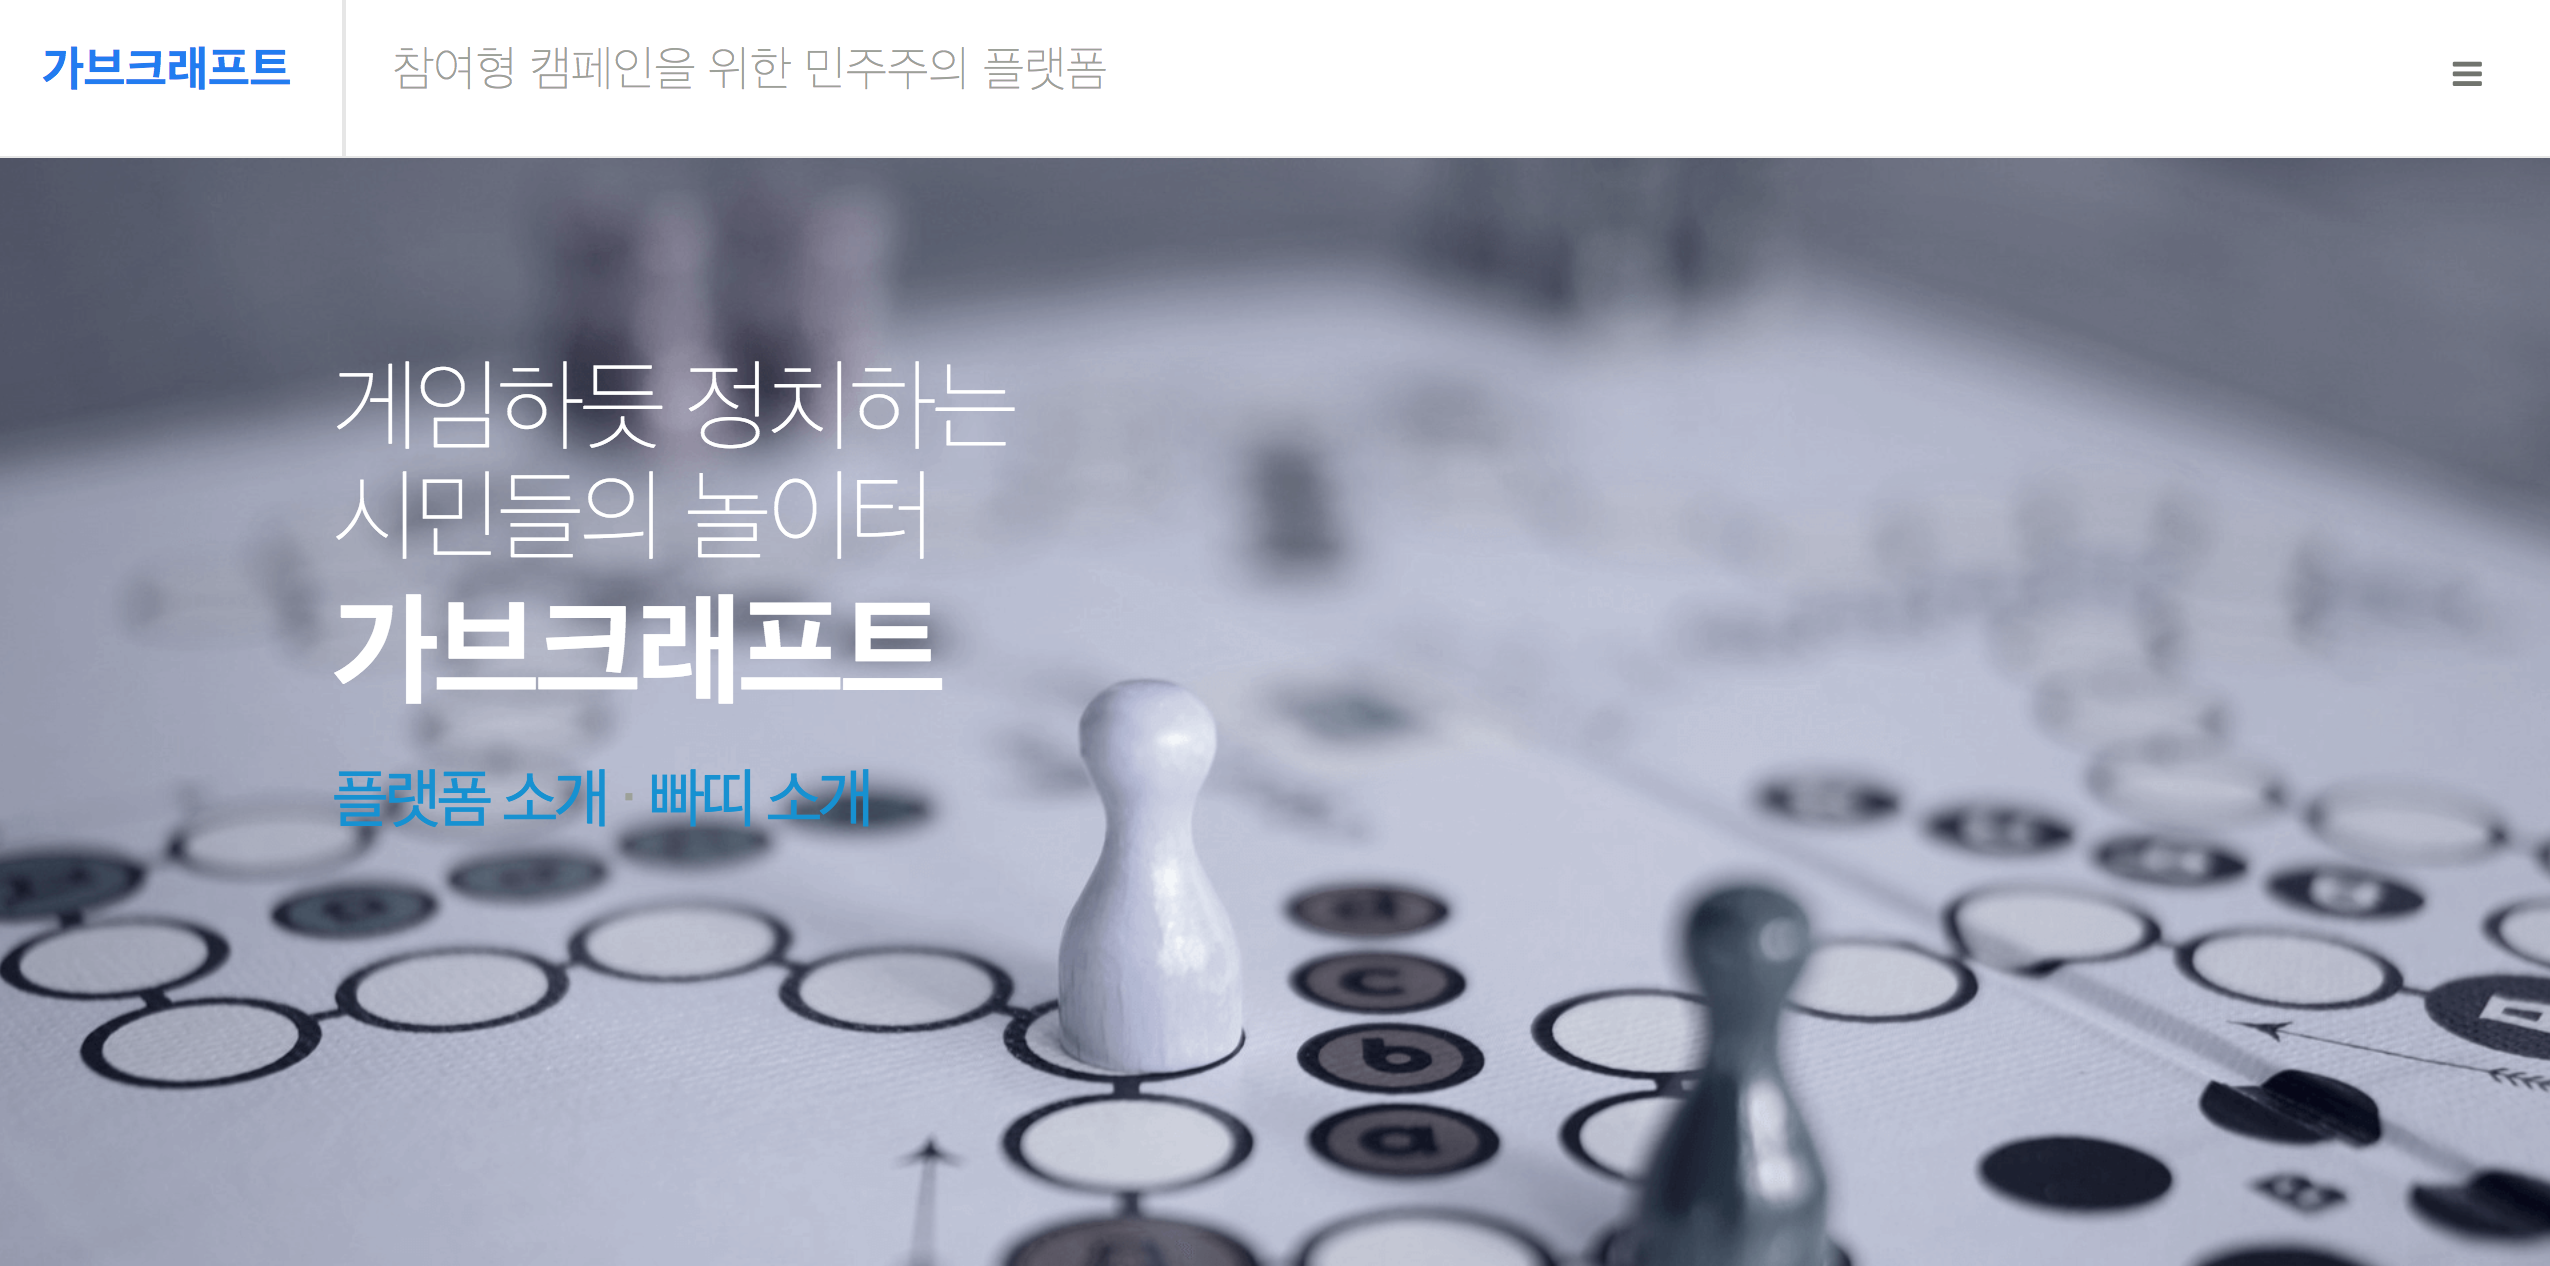 가브크래프트
참여형 캠페인을 위한 민주주의 플랫폼
게임하듯 정치하는
시민들의 놀이터
가브크래프트
플랫폼 소개 · 빠띠 소개
a
c
b
a